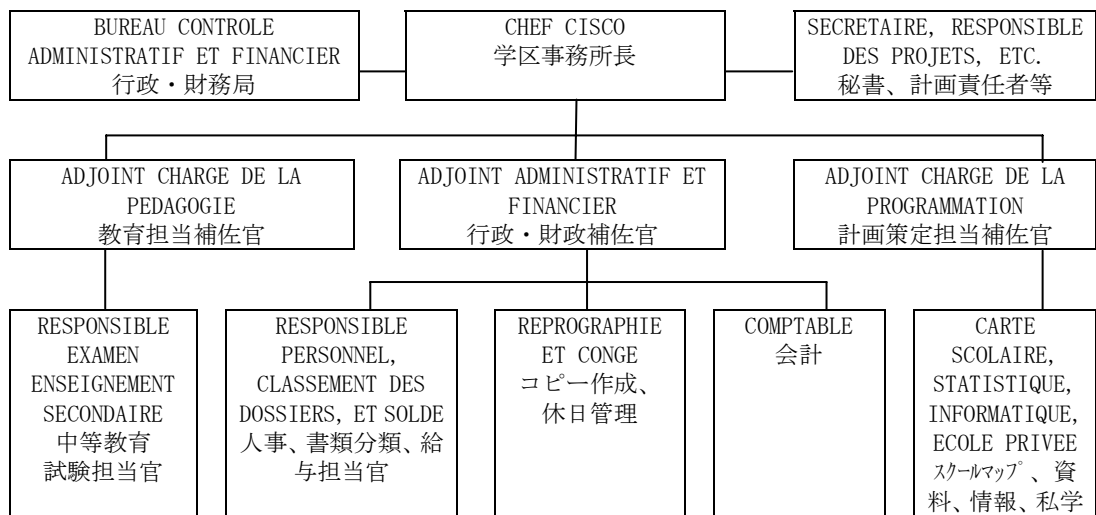 BUREAU CONTROLE
ADMINISTRATIF ET FINANCIER
行政・財務局
CHEF CISCO
学区事務所長
SECRETAIRE, RESPONSIBLE
DES PROJETS, ETC.
秘書、計画責任者等
ADJOINT CHARGE DE LA
PEDAGOGIE
教育担当補佐官
ADJOINT ADMINISTRATIF ET
FINANCIER
行政・財政補佐官
ADJOINT CHARGE DE LA
PROGRAMMATION
計画策定担当補佐官
RESPONSIBLE
EXAMEN
ENSEIGNEMENT
SECONDAIRE
中等教育
試験担当官
RESPONSIBLE
PERSONNEL,
CLASSEMENT DES
DOSSIERS, ET SOLDE
人事、書類分類、給
与担当官
REPROGRAPHIE
ET CONGE
コピー作成、
休日管理
COMPTABLE
会計
CARTE
SCOLAIRE,
STATISTIQUE,
INFORMATIQUE,
ECOLE PRIVEE
ｽｸｰﾙﾏｯﾌﾟ、資
料、情報、私学